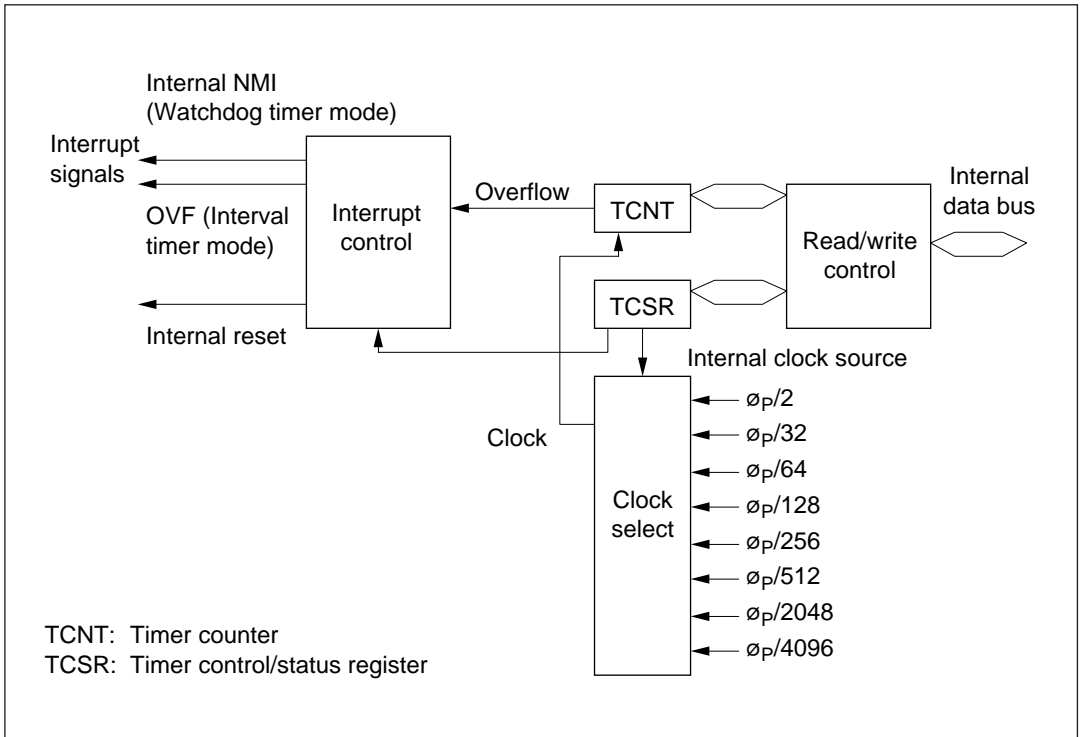 Internal NMI
(Watchdog timer mode)
Interrupt
signals
OVF (Interval
timer mode)
Internal reset
Interrupt
control
Overflow
TCNT
TCSR
Read/write
control
Internal
data bus
Internal clock source
Clock
Clock
select
øP/2
øP/32
øP/64
øP/128
øP/256
øP/512
øP/2048
øP/4096
TCNT: Timer counter
TCSR: Timer control/status register